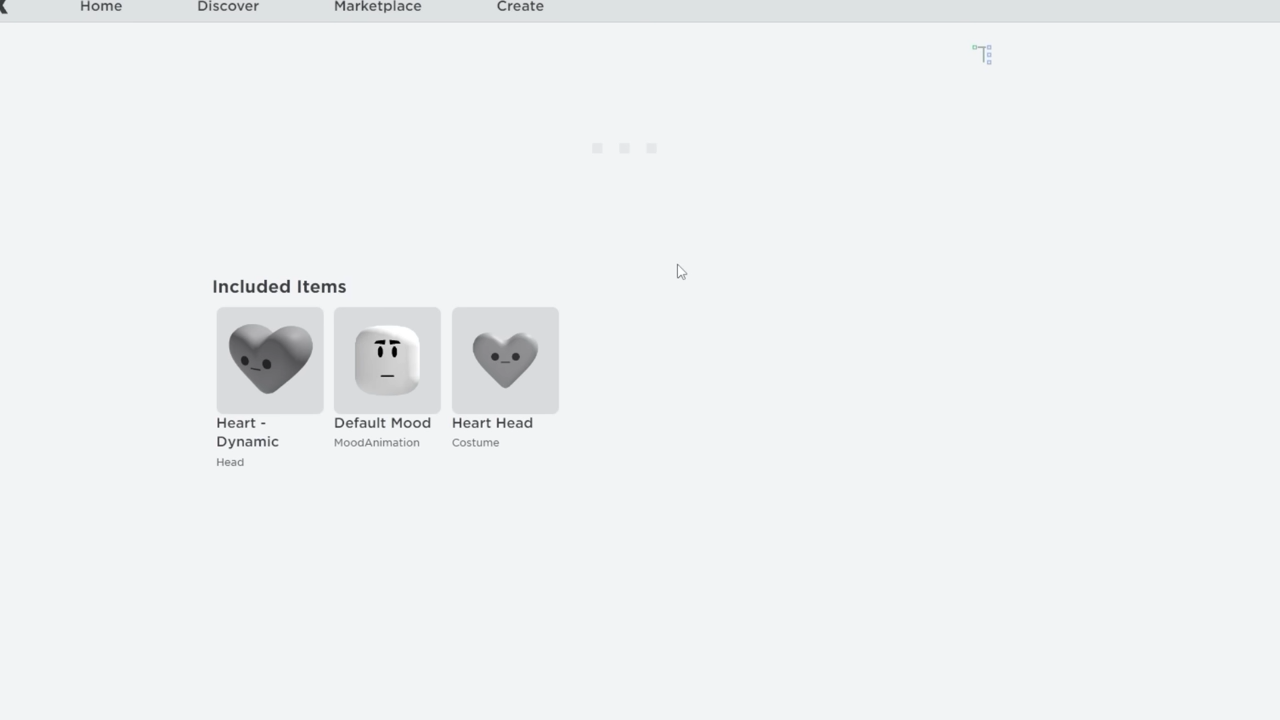 Home Discover Marketplace Create
Included Items
Heart - Dynamic
Head
Default Mood
MoodAnimation
Heart Head
Costume